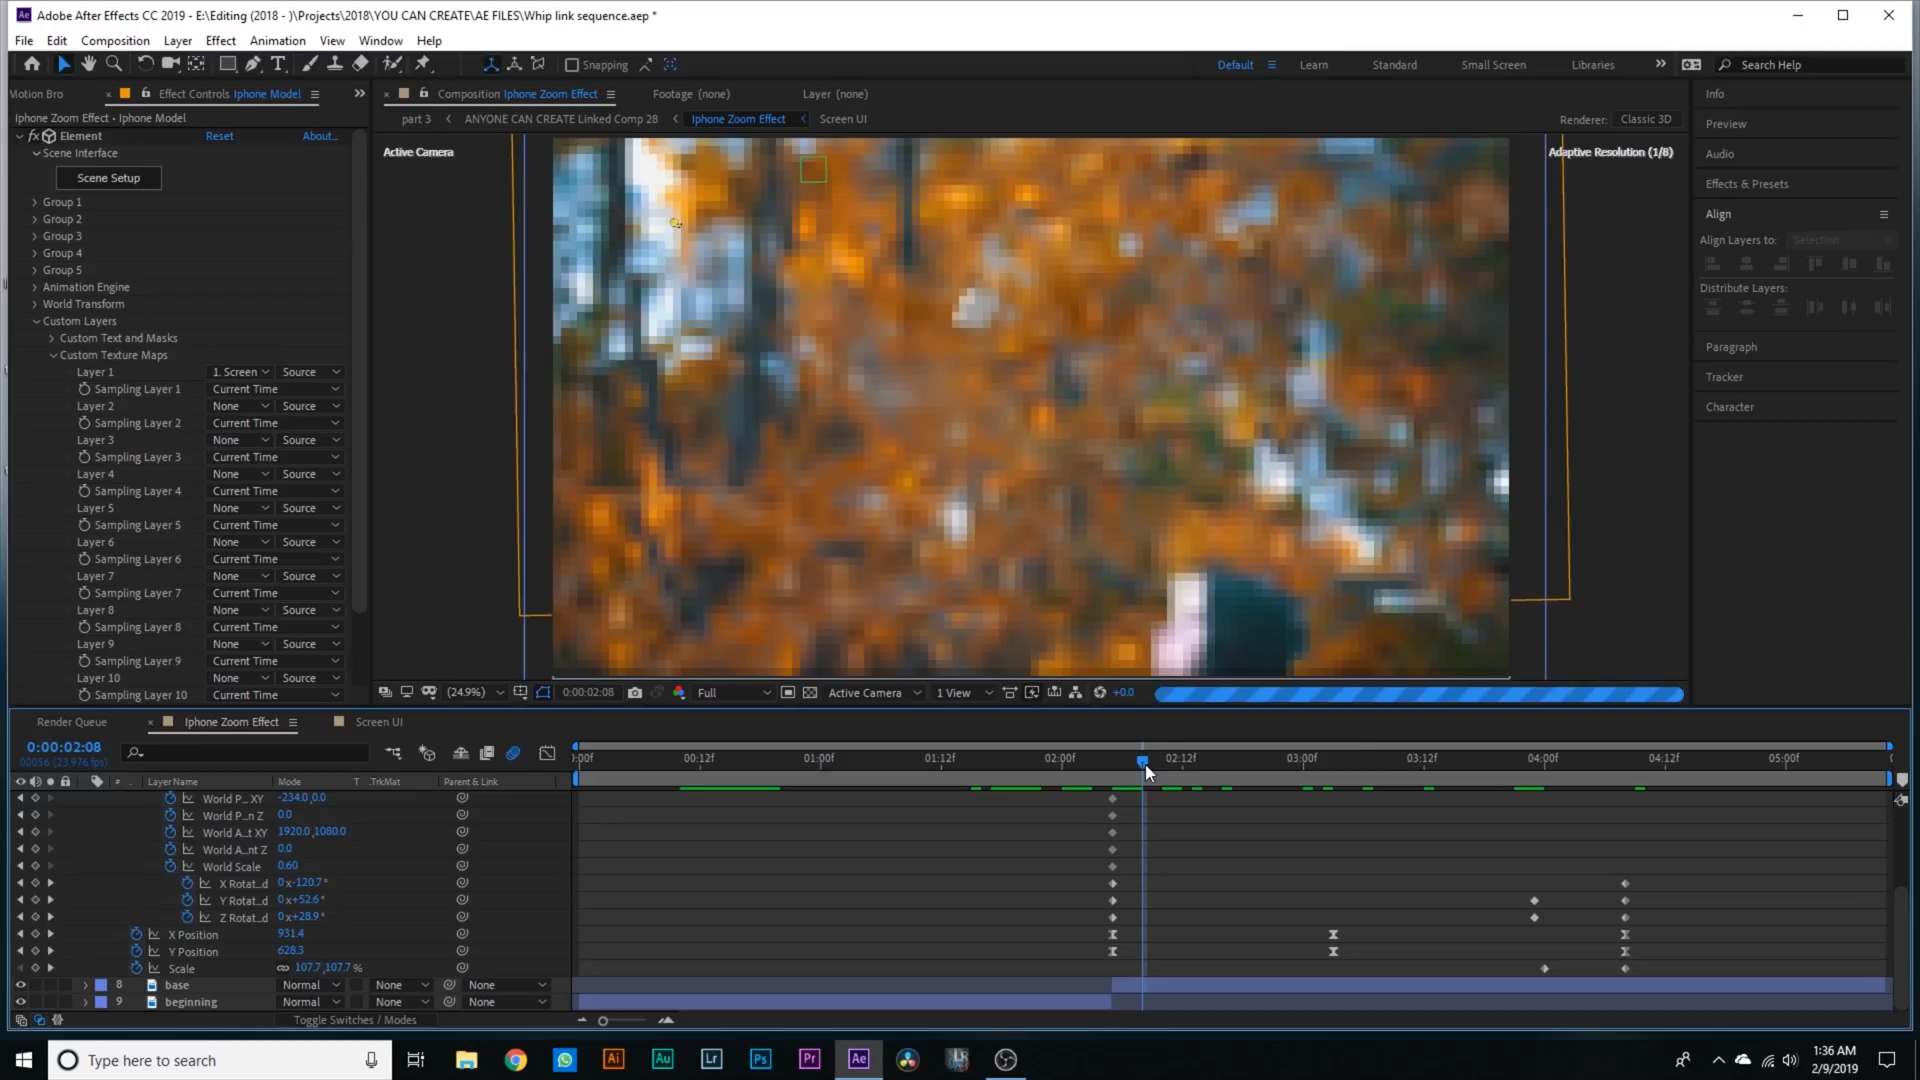 Adobe After Effects CC 2019 - E:\Editing (2018 - )\Projects\2018\YOU CAN CREATE\AE FILES\Whip link sequence.aep *
File Edit Composition Layer Effect Animation View Window Help
Snapping Default Learn Standard Small Screen Libraries Search Help
Motion Bro Effect Controls Iphone Model Composition Iphone Zoom Effect Footage (none) Layer (none) Info
Iphone Zoom Effect • Iphone Model part 3 ANYONE CAN CREATE Linked Comp 28 Iphone Zoom Effect Screen UI Renderer: Classic 3D Preview
Element Reset About...
Active Camera Adaptive Resolution (1/8) Audio
Scene Interface
Scene Setup Effects & Presets
Group 1 Align
Group 2
Group 3 Align Layers to: Selection
Group 4
Group 5
Animation Engine Distribute Layers:
World Transform
Custom Layers
Custom Text and Masks Paragraph
Custom Texture Maps
Layer 1 1. Screen Source Tracker
Sampling Layer 1 Current Time
Layer 2 None Source Character
Sampling Layer 2 Current Time
Layer 3 None Source
Sampling Layer 3 Current Time
Layer 4 None Source
Sampling Layer 4 Current Time
Layer 5 None Source
Sampling Layer 5 Current Time
Layer 6 None Source
Sampling Layer 6 Current Time
Layer 7 None Source
Sampling Layer 7 Current Time
Layer 8 None Source
Sampling Layer 8 Current Time
Layer 9 None Source
Sampling Layer 9 Current Time
Layer 10 None Source
Sampling Layer 10 Current Time
(24.9%) 0:00:02:08 Full Active Camera 1 View +0.0
Render Queue Iphone Zoom Effect Screen UI
0:00:02:08
00056 (23.976 fps)
:00f 00:12f 01:00f 01:12f 02:00f 02:12f 03:00f 03:12f 04:00f 04:12f 05:00f
# Layer Name Mode T .TrkMat Parent & Link
World P... XY -234.0,0.0
World P...n Z 0.0
World A...t XY 1920.0,1080.0
World A...nt Z 0.0
World Scale 0.60
X Rotat...d 0x-120.7°
Y Rotat...d 0x+52.6°
Z Rotat...d 0x+28.9°
X Position 931.4
Y Position 628.3
Scale 107.7,107.7%
8 base Normal None None
9 beginning Normal None None
Toggle Switches / Modes
Type here to search Ai Au Lr Ps Pr Ae 1:36 AM
2/9/2019